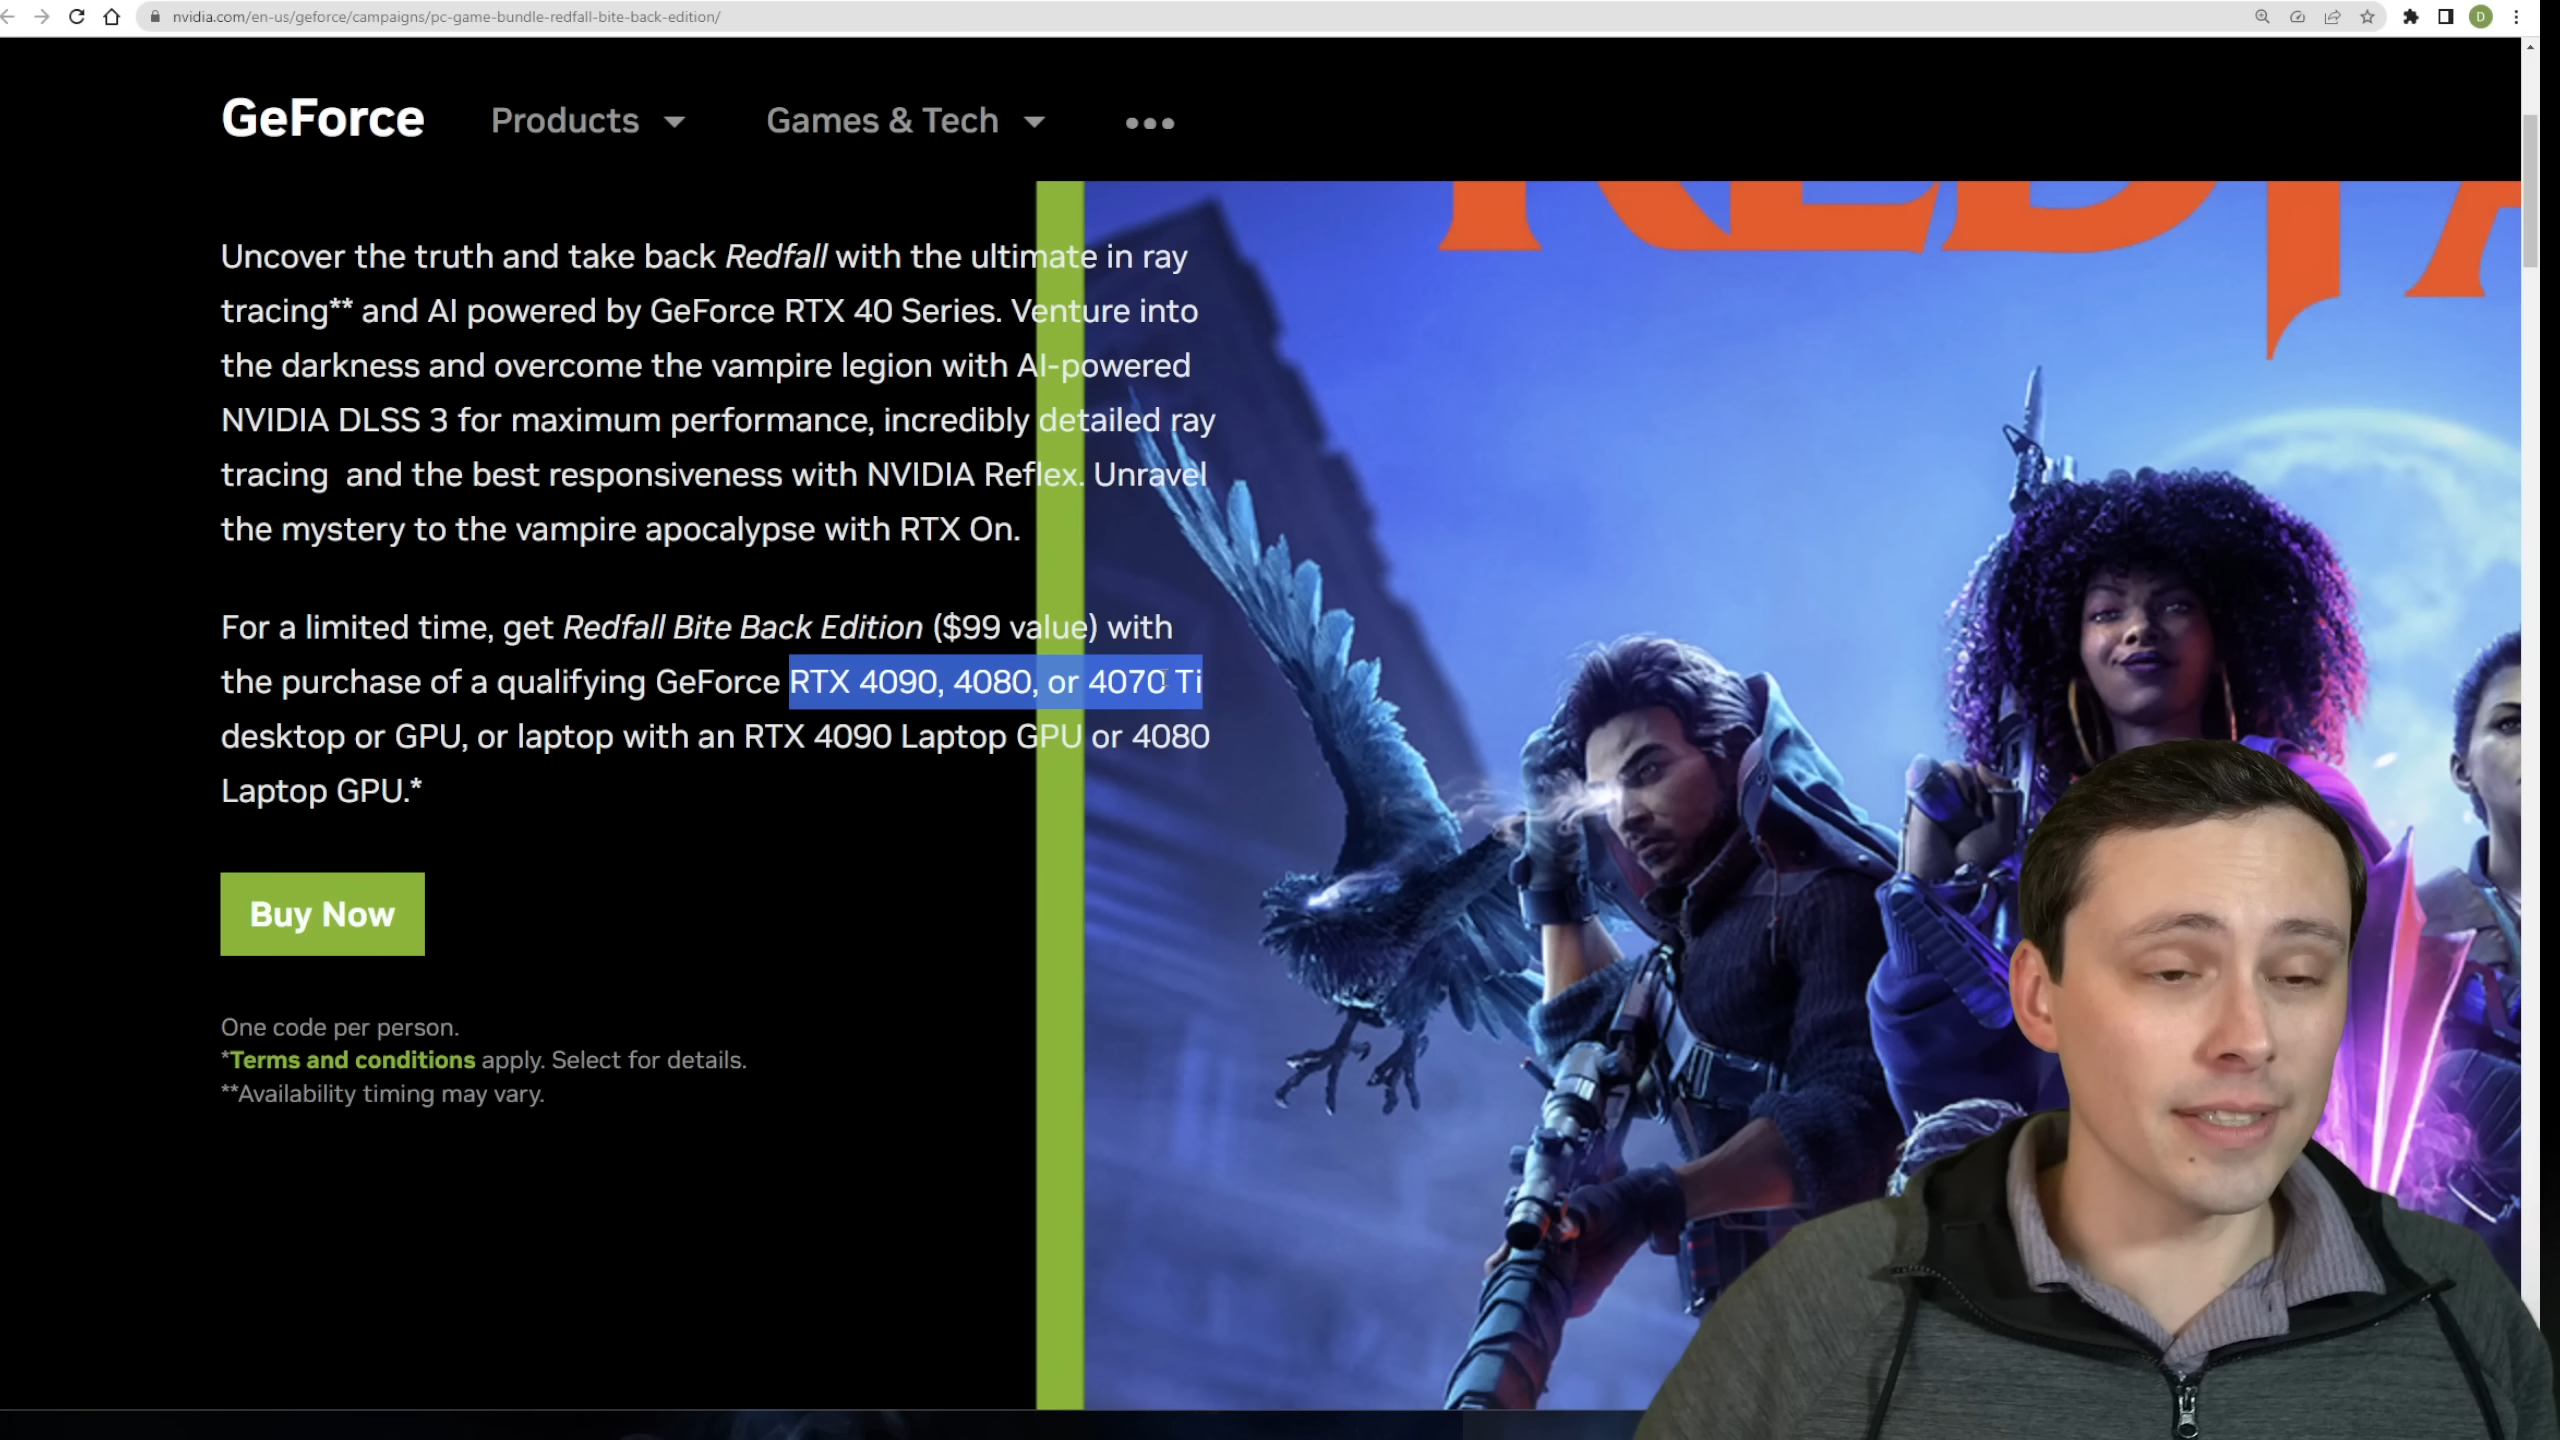 nvidia.com/en-us/geforce/campaigns/pc-game-bundle-redfall-bite-back-edition/
D
GeForce Products Games & Tech
Uncover the truth and take back Redfall with the ultimate in ray
tracing** and AI powered by GeForce RTX 40 Series. Venture into
the darkness and overcome the vampire legion with AI-powered
NVIDIA DLSS 3 for maximum performance, incredibly detailed ray
tracing  and the best responsiveness with NVIDIA Reflex. Unravel
the mystery to the vampire apocalypse with RTX On.
For a limited time, get Redfall Bite Back Edition ($99 value) with
the purchase of a qualifying GeForce RTX 4090, 4080, or 4070 Ti
desktop or GPU, or laptop with an RTX 4090 Laptop GPU or 4080
Laptop GPU.*
Buy Now
One code per person.
*Terms and conditions apply. Select for details.
**Availability timing may vary.